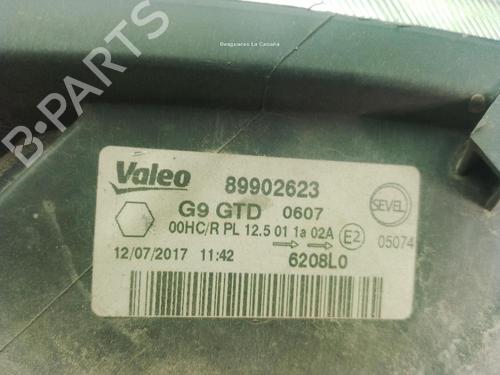 Desguaces La Cabaña
B-PARTS
Valeo 89902623
G9 GTD 0607 SEVEL
00HC/R PL 12.5 01 1a 02A E2 05074
12/07/2017 11:42 6208L0